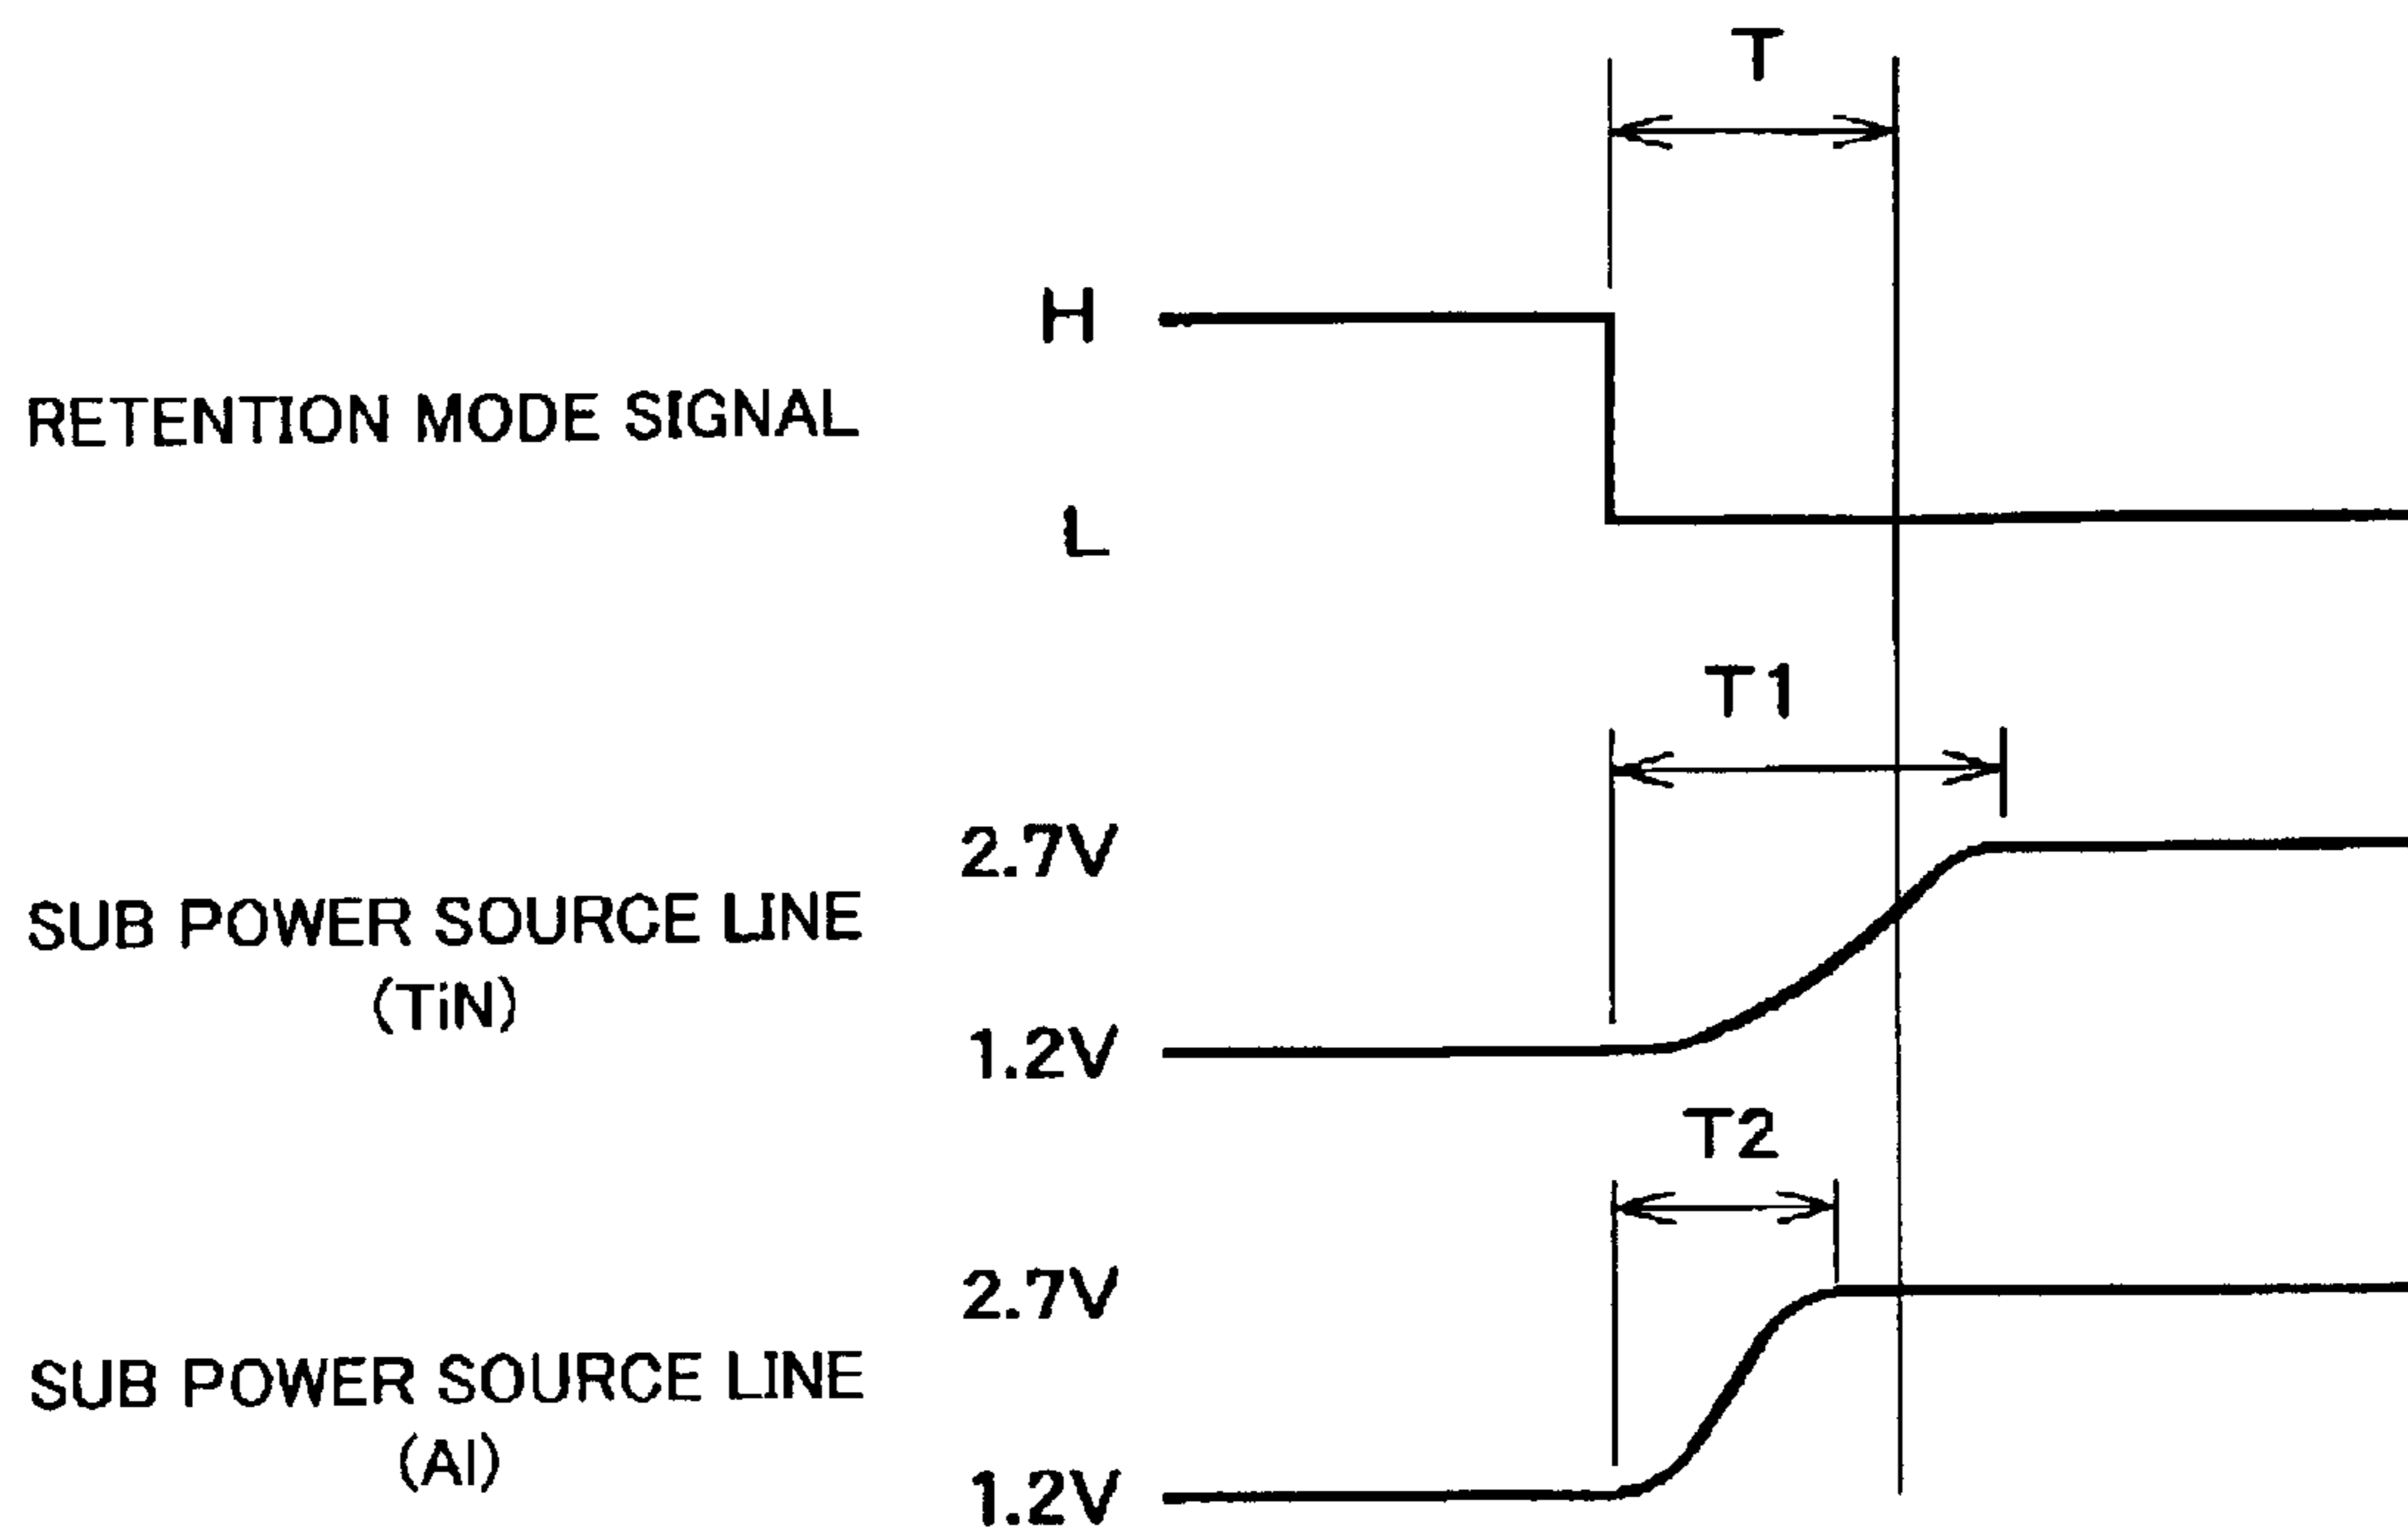 T
H
RETENTION MODE SIGNAL
L
T1
2.7V
SUB POWER SOURCE LINE
(TiN)
1.2V
T2
2.7V
SUB POWER SOURCE LINE
(Al)
1.2V